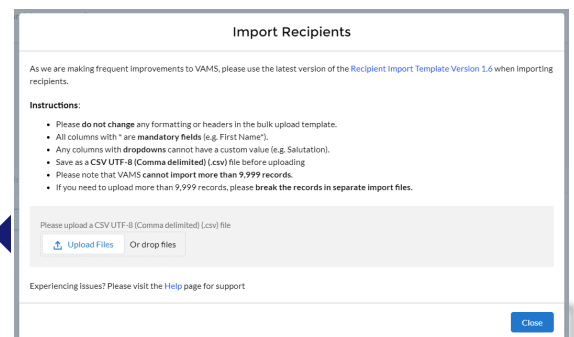 Import Recipients
As we are making frequent improvements to VAMS, please use the latest version of the Recipient Import Template Version 1.6 when importing
recipients.
Instructions:
• Please do not change any formatting or headers in the bulk upload template.
• All columns with * are mandatory fields (e.g. First Name*).
• Any columns with dropdowns cannot have a custom value (e.g. Salutation).
• Save as a CSV UTF-8 (Comma delimited) (.csv) file before uploading
• Please note that VAMS cannot import more than 9,999 records.
• If you need to upload more than 9,999 records, please break the records in separate import files.
Please upload a CSV UTF-8 (Comma delimited) (.csv) file
Upload Files Or drop files
Experiencing issues? Please visit the Help page for support
Close